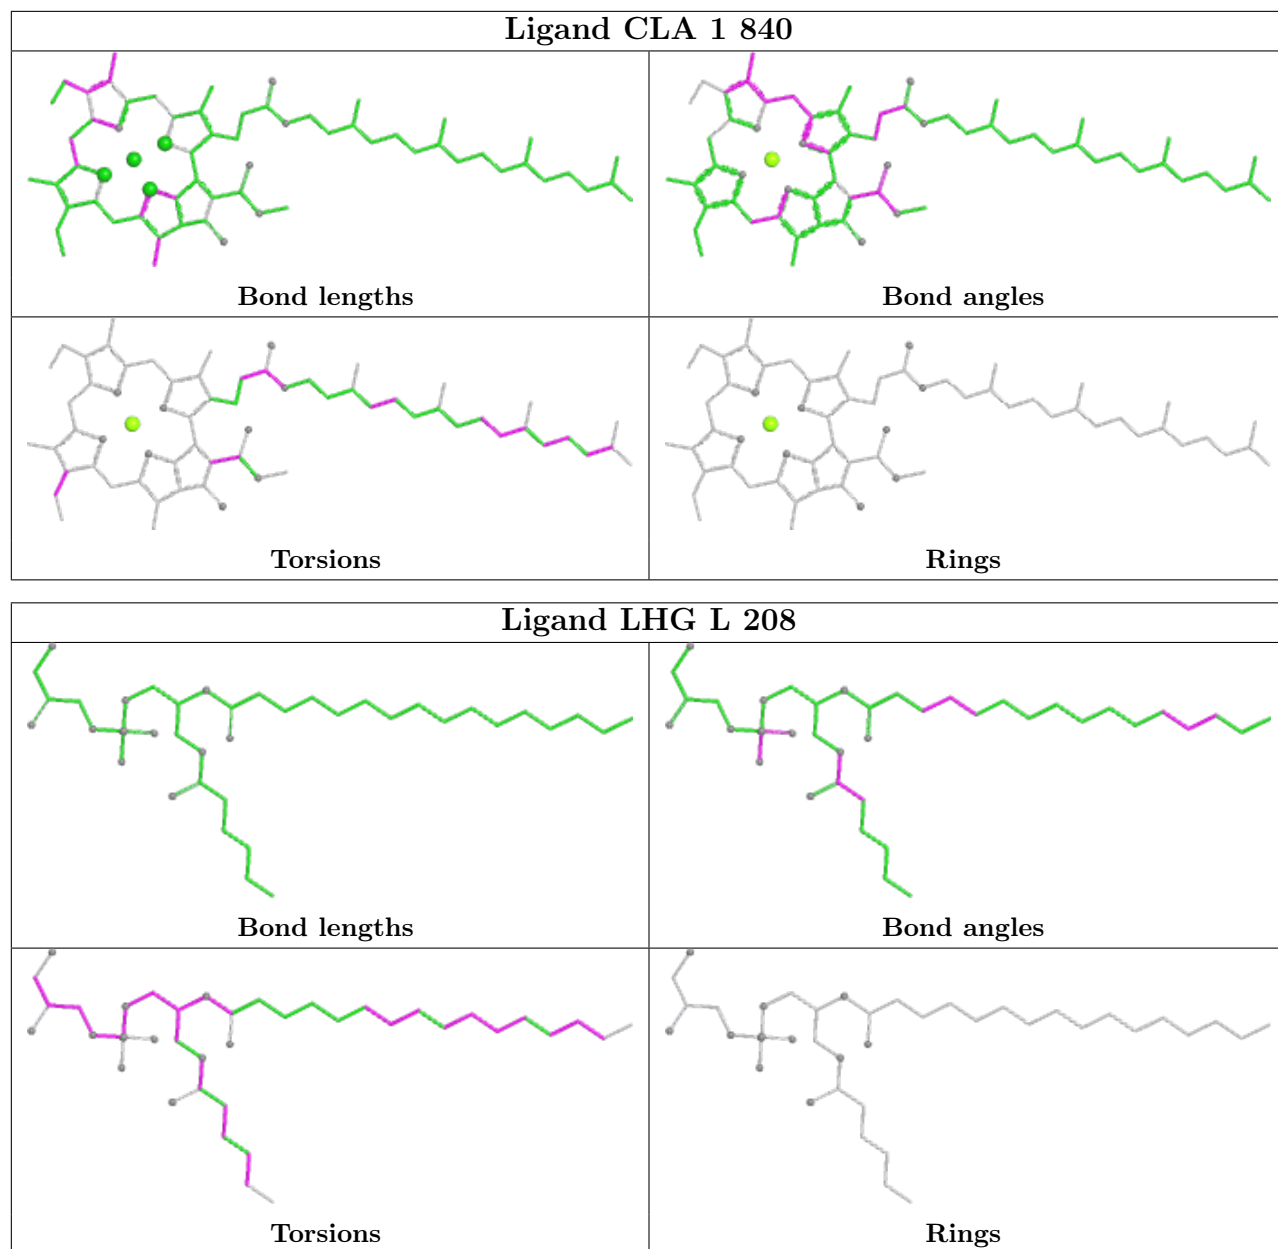 Ligand CLA 1 840
Bond lengths
Bond angles
Torsions
Rings
Ligand LHG L 208
Bond lengths
Bond angles
Torsions
Rings